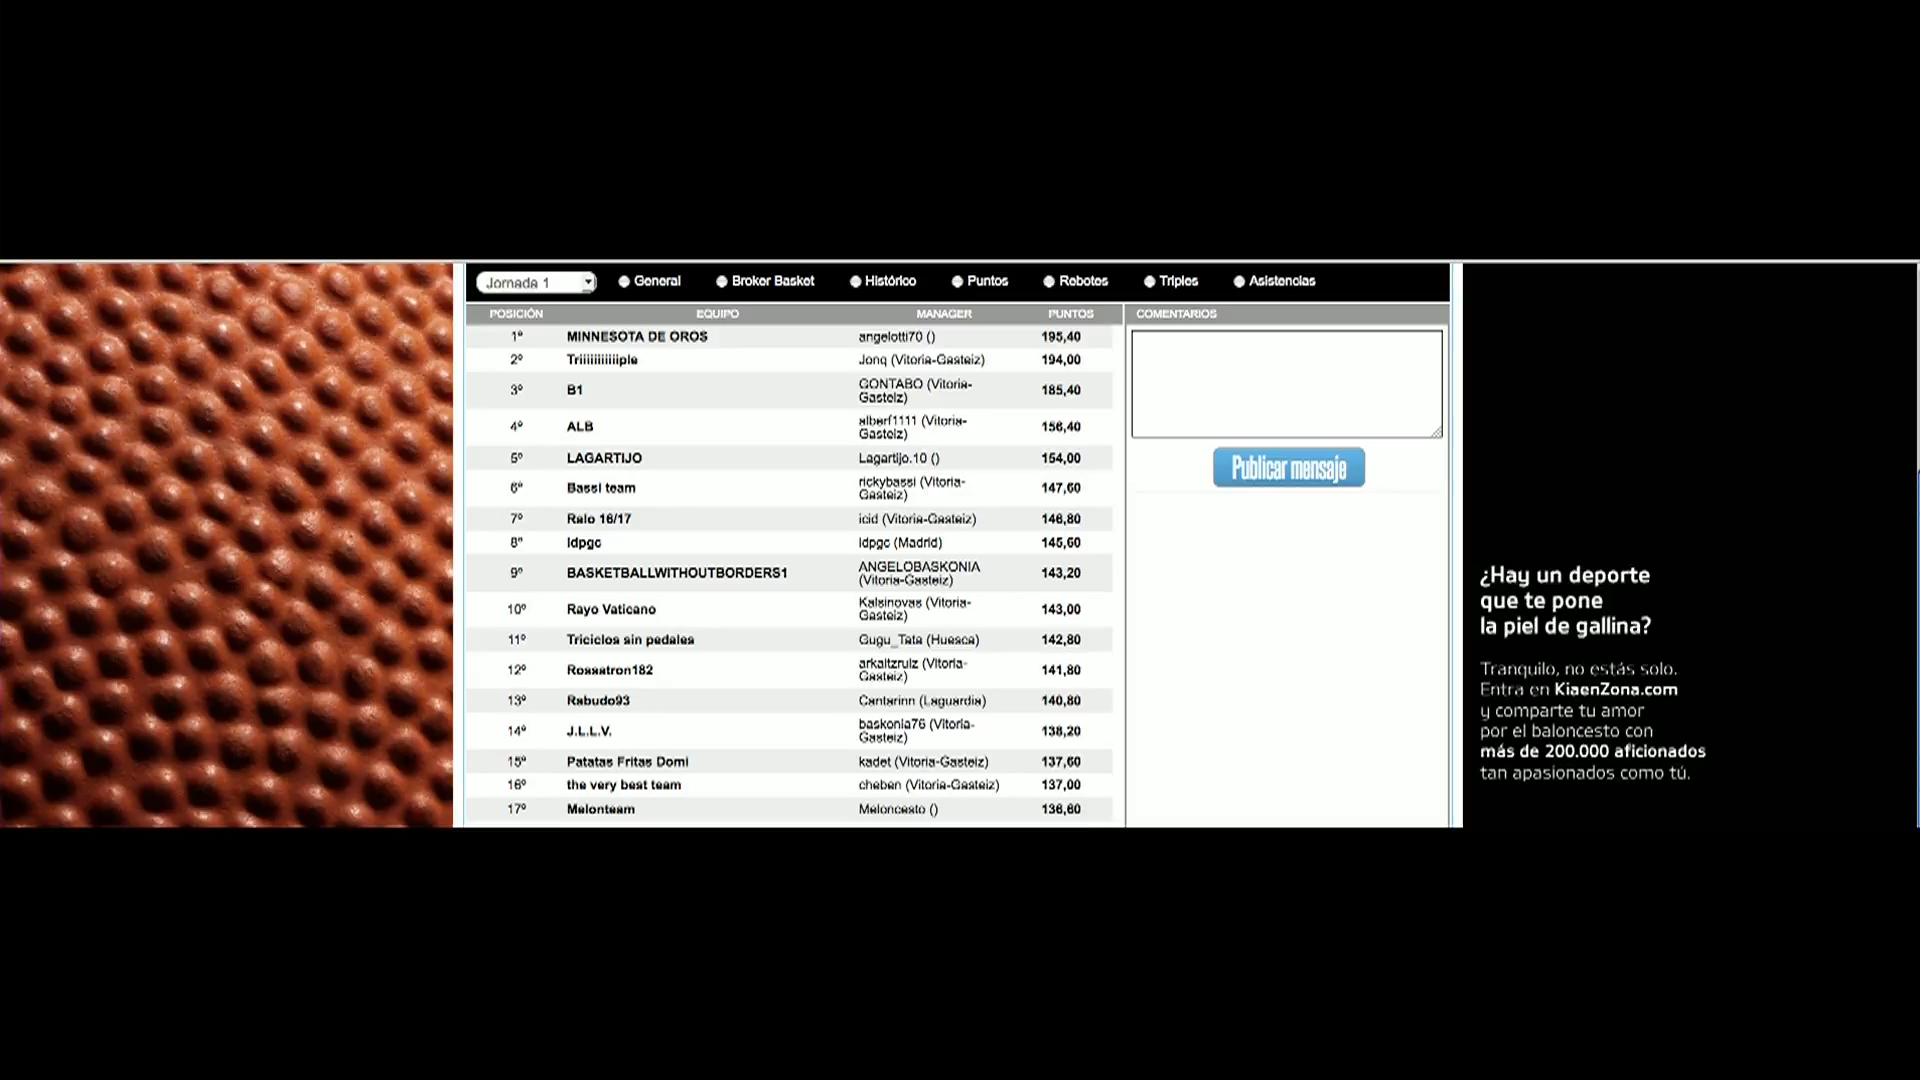 Jornada 1 General Broker Basket Histórico Puntos Rebotes Triples Asistencias
POSICIÓN EQUIPO MANAGER PUNTOS COMENTARIOS
1º MINNESOTA DE OROS angelotti70 () 195,40
2º Triiiiiiiiiiiple Jonq (Vitoria-Gasteiz) 194,00
3º B1 GONTABO (Vitoria-
Gasteiz) 185,40
4º ALB alberf1111 (Vitoria-
Gasteiz) 156,40
5º LAGARTIJO Lagartijo.10 () 154,00
6º Bassi team rickybassi (Vitoria-
Gasteiz) 147,60
7º Ralo 16/17 icid (Vitoria-Gasteiz) 146,80
8º ldpgc ldpgc (Madrid) 145,60
9º BASKETBALLWITHOUTBORDERS1 ANGELOBASKONIA
(Vitoria-Gasteiz) 143,20
10º Rayo Vaticano Kalsinovas (Vitoria-
Gasteiz) 143,00
11º Triciclos sin pedales Gugu_Tata (Huesca) 142,80
12º Rossatron182 arkaitzruiz (Vitoria-
Gasteiz) 141,80
13º Rabudo93 Cantarinn (Laguardia) 140,80
14º J.L.L.V. baskonia76 (Vitoria-
Gasteiz) 138,20
15º Patatas Fritas Domi kadet (Vitoria-Gasteiz) 137,60
16º the very best team cheben (Vitoria-Gasteiz) 137,00
17º Melonteam Meloncesto () 136,60
Publicar mensaje
¿Hay un deporte
que te pone
la piel de gallina?
Tranquilo, no estás solo.
Entra en KiaenZona.com
y comparte tu amor
por el baloncesto con
más de 200.000 aficionados
tan apasionados como tú.